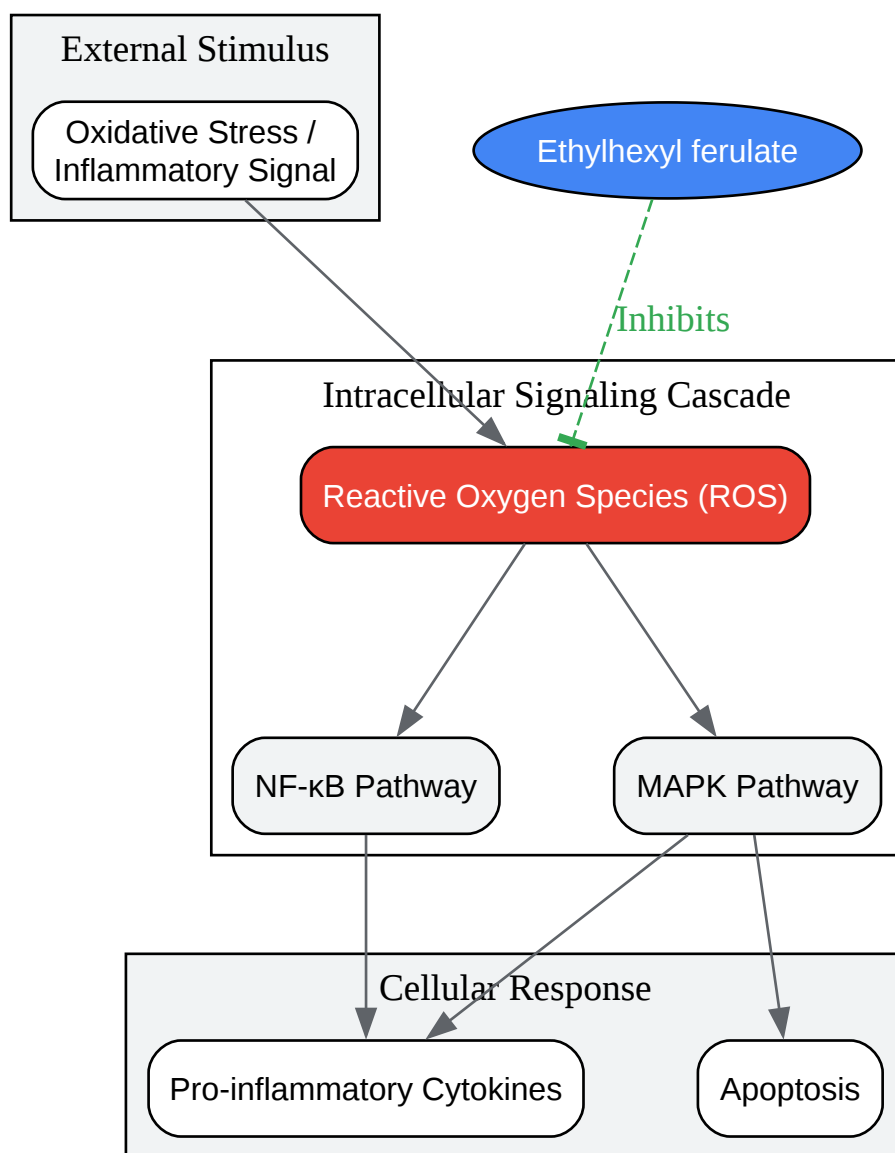 External Stimulus
Oxidative Stress /
Inflammatory Signal
Ethylhexyl ferulate
Inhibits
Intracellular Signaling Cascade
Reactive Oxygen Species (ROS)
NF-κB Pathway
MAPK Pathway
Cellular Response
Pro-inflammatory Cytokines
Apoptosis